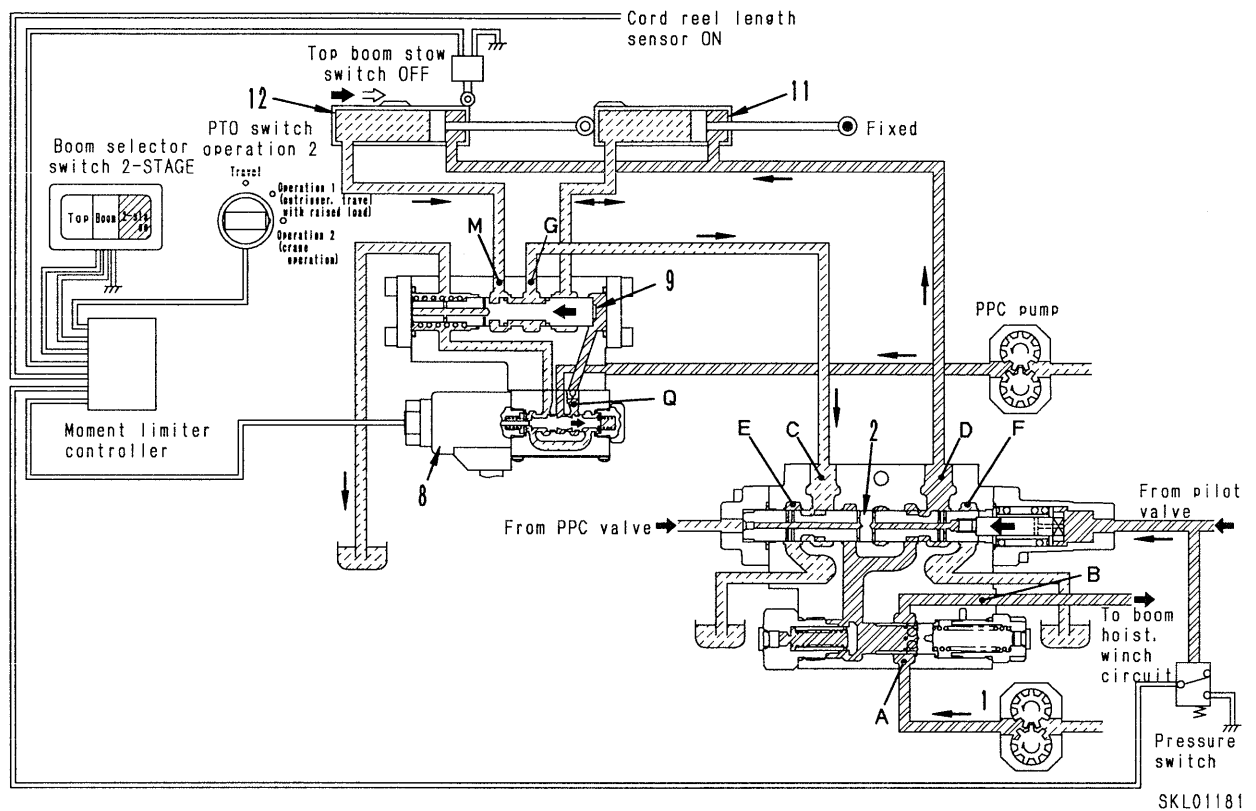 Cord reel length
sensor ON
Top boom stow
switch OFF
12
11
Fixed
PTO switch
operation 2
Boom selector
switch 2-STAGE
Travel
Operation 1
(outrigger, travel
with raised load)
Operation 2
(crane
operation)
Top
Boom
M
G
9
PPC pump
Q
Moment limiter
controller
8
E
C
2
D
F
From PPC valve
From pilot
valve
B
To boom
hoist,
winch
circuit
A
1
Pressure
switch
SKL01181